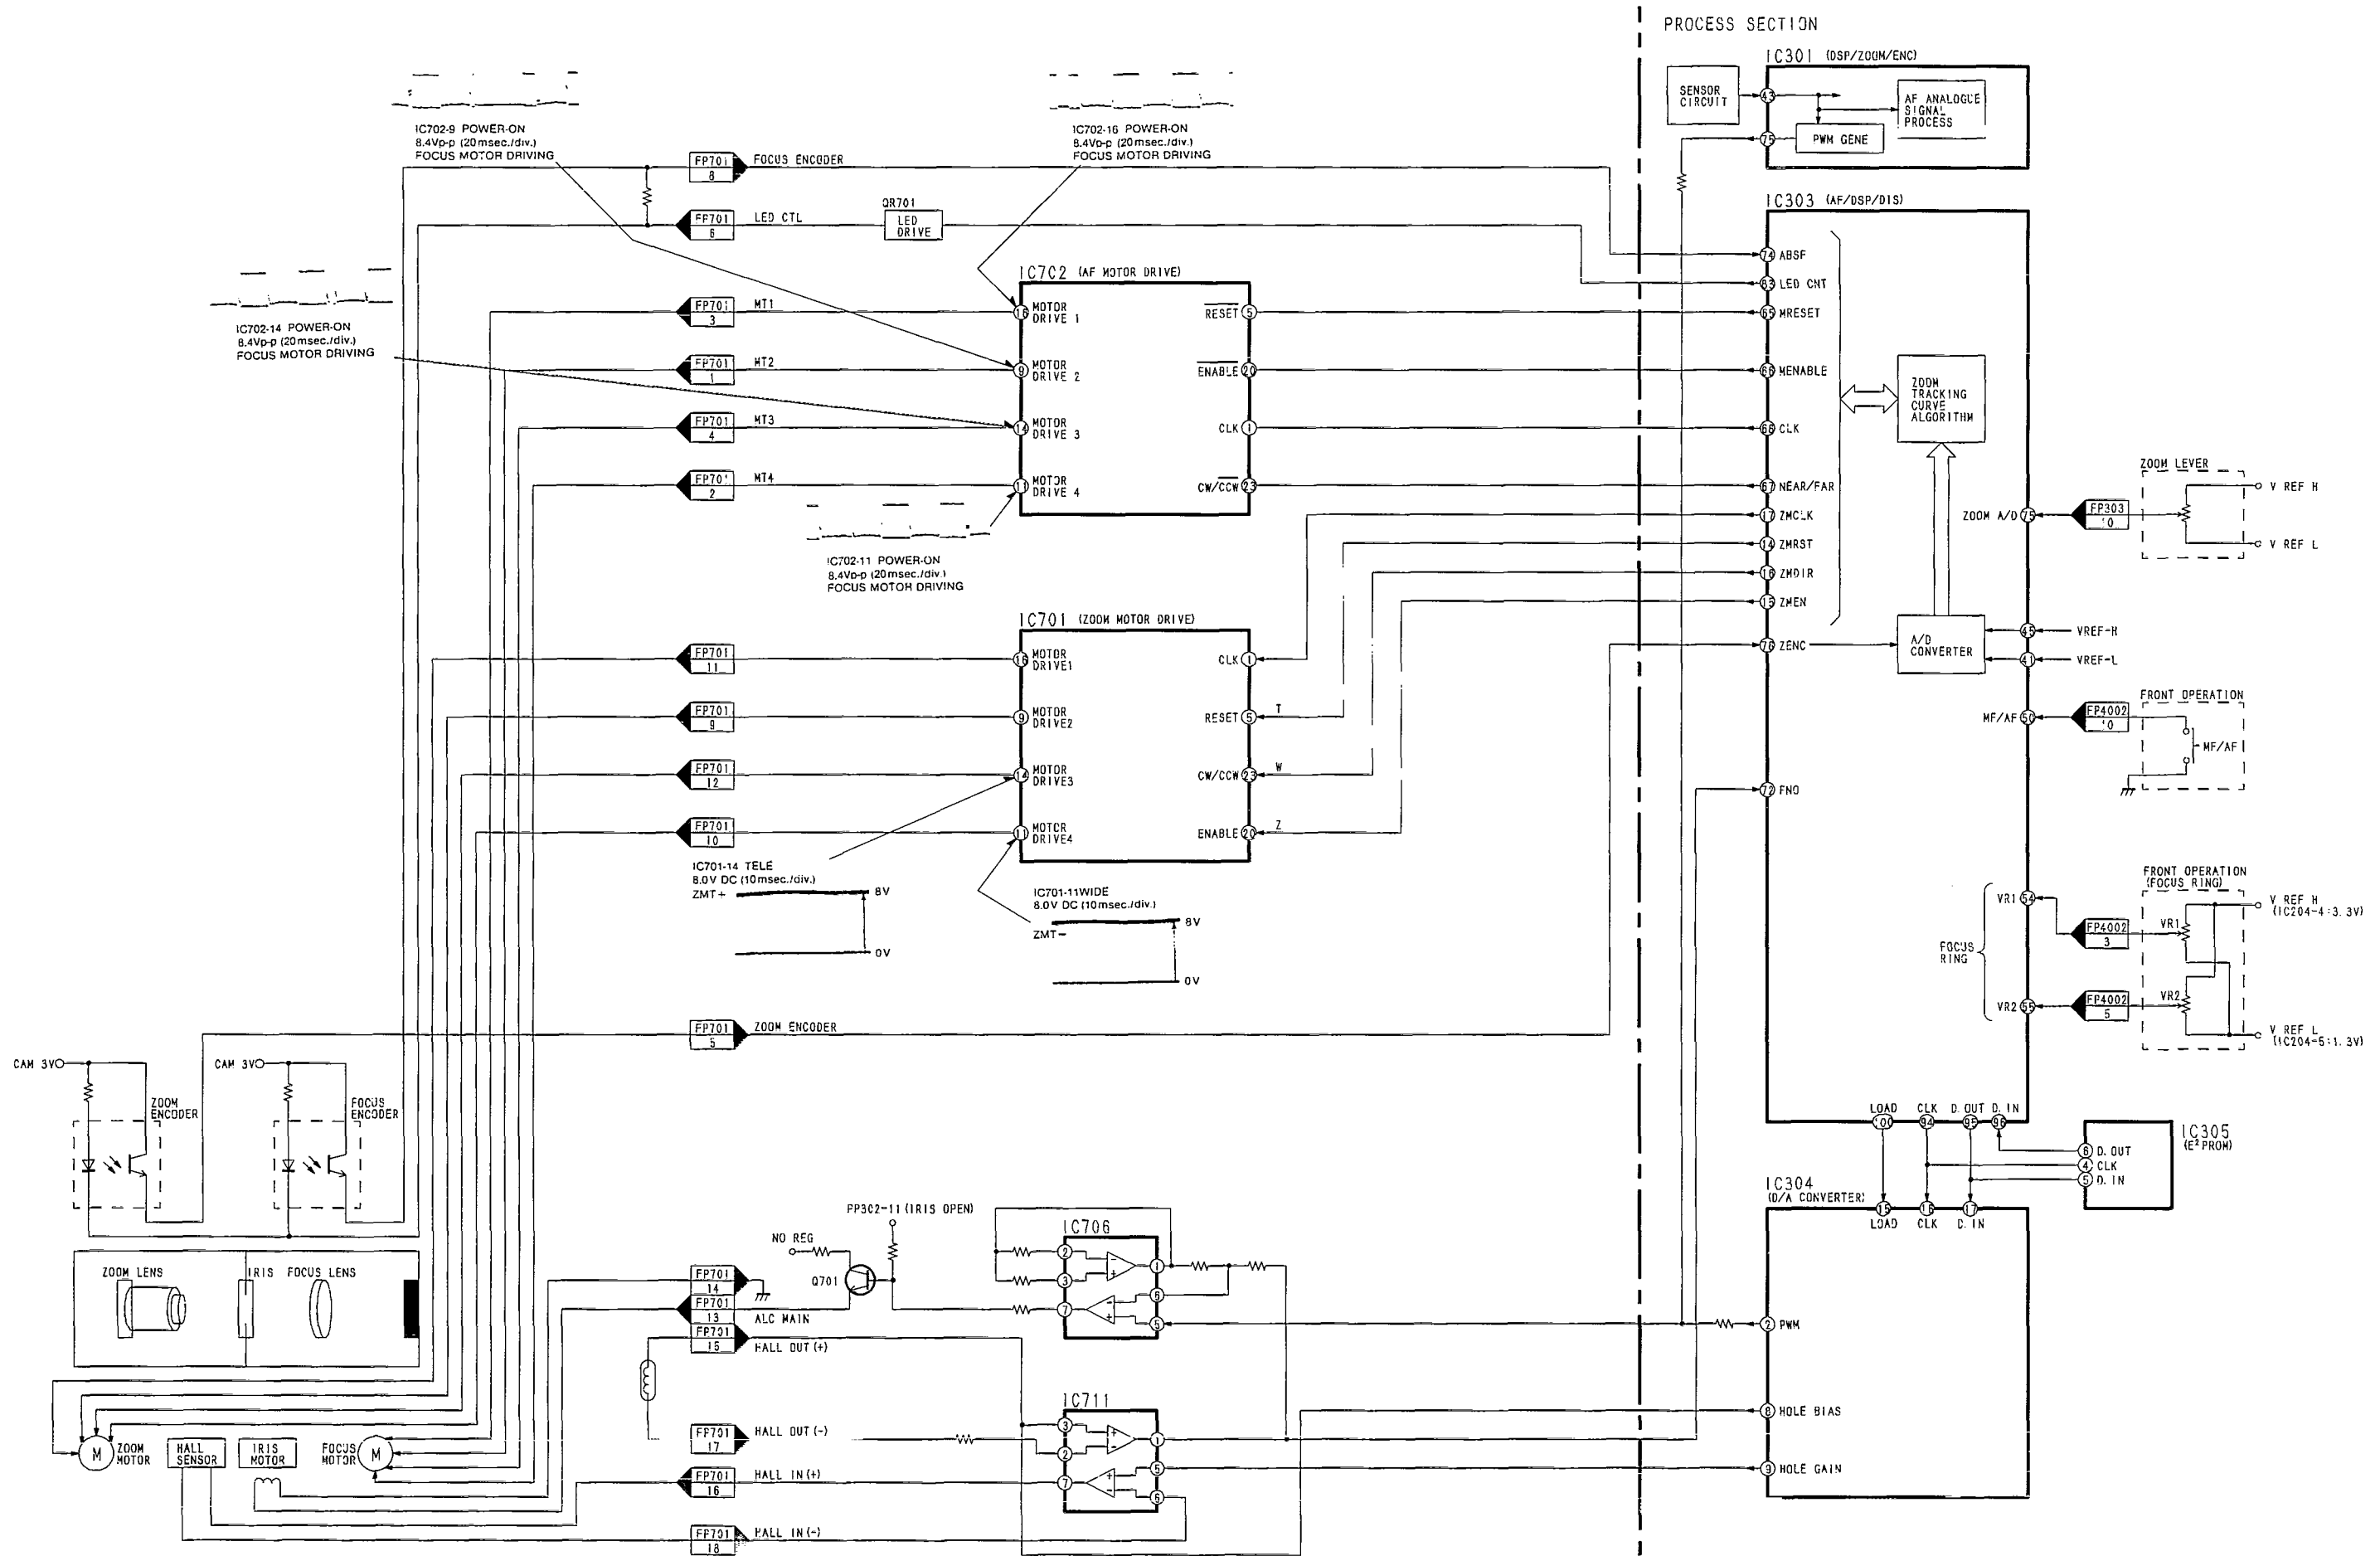 PROCESS SECTION
IC301 (DSP/ZOOM/ENC)
SENSOR
CIRCUIT
43
AF ANALOGUE
SIGNAL
PROCESS
75
PWM GENE
IC702-9 POWER-ON
8.4Vp-p (20msec./div.)
FOCUS MOTOR DRIVING
IC702-16 POWER-ON
8.4Vp-p (20msec./div.)
FOCUS MOTOR DRIVING
FP701
8
FOCUS ENCODER
FP701
6
LED CTL
QR701
LED
DRIVE
IC702-14 POWER-ON
8.4Vp-p (20msec./div.)
FOCUS MOTOR DRIVING
IC702 (AF MOTOR DRIVE)
FP701
3
MT1
16
MOTOR
DRIVE 1
RESET
5
FP701
1
MT2
9
MOTOR
DRIVE 2
ENABLE
20
FP701
4
MT3
14
MOTOR
DRIVE 3
CLK
1
FP701
2
MT4
11
MOTOR
DRIVE 4
CW/CCW
23
IC702-11 POWER-ON
8.4Vp-p (20msec./div.)
FOCUS MOTOR DRIVING
IC303 (AF/DSP/DIS)
74 ABSF
63 LED CNT
65 MRESET
66 MENABLE
68 CLK
67 NEAR/FAR
17 ZMCLK
14 ZMRST
16 ZMDIR
15 ZMEN
76 ZENC
72 FNO
ZOOM
TRACKING
CURVE
ALGORITHM
A/D
CONVERTER
ZOOM A/D
75
FP303
10
ZOOM LEVER
V REF H
V REF L
45
VREF-H
41
VREF-L
FRONT OPERATION
MF/AF
50
FP4002
10
MF/AF
FRONT OPERATION
(FOCUS RING)
FOCUS
RING
VR1
54
FP4002
3
VR1
V REF H
(IC204-4:3.3V)
VR2
55
FP4002
5
VR2
V REF L
(IC204-5:1.3V)
IC701 (ZOOM MOTOR DRIVE)
FP701
11
16
MOTOR
DRIVE1
CLK
1
FP701
9
9
MOTOR
DRIVE2
RESET
5
T
FP701
12
14
MOTOR
DRIVE3
CW/CCW
23
W
FP701
10
11
MOTOR
DRIVE4
ENABLE
20
Z
IC701-14 TELE
8.0V DC (10msec./div.)
ZMT+
8V
0V
IC701-11WIDE
8.0V DC (10msec./div.)
ZMT-
8V
0V
FP701
5
ZOOM ENCODER
CAM 3V
ZOOM
ENCODER
CAM 3V
FOCUS
ENCODER
LOAD CLK D.OUT D.IN
100 94 95 96
IC305
(E²PROM)
6 D.OUT
4 CLK
5 D.IN
IC304
(D/A CONVERTER)
15 16 17
LOAD CLK D.IN
2 PWM
8 HOLE BIAS
9 HOLE GAIN
PP302-11 (IRIS OPEN)
NO REG
Q701
IC706
2
3
1
6
7
5
ZOOM LENS
IRIS
FOCUS LENS
FP701
14
FP701
13
ALC MAIN
FP701
15
HALL OUT (+)
IC711
3
2
1
5
7
6
FP701
17
HALL OUT (-)
FP701
16
HALL IN (+)
FP701
18
HALL IN (-)
M
ZOOM
MOTOR
HALL
SENSOR
IRIS
MOTOR
FOCUS
MOTOR
M